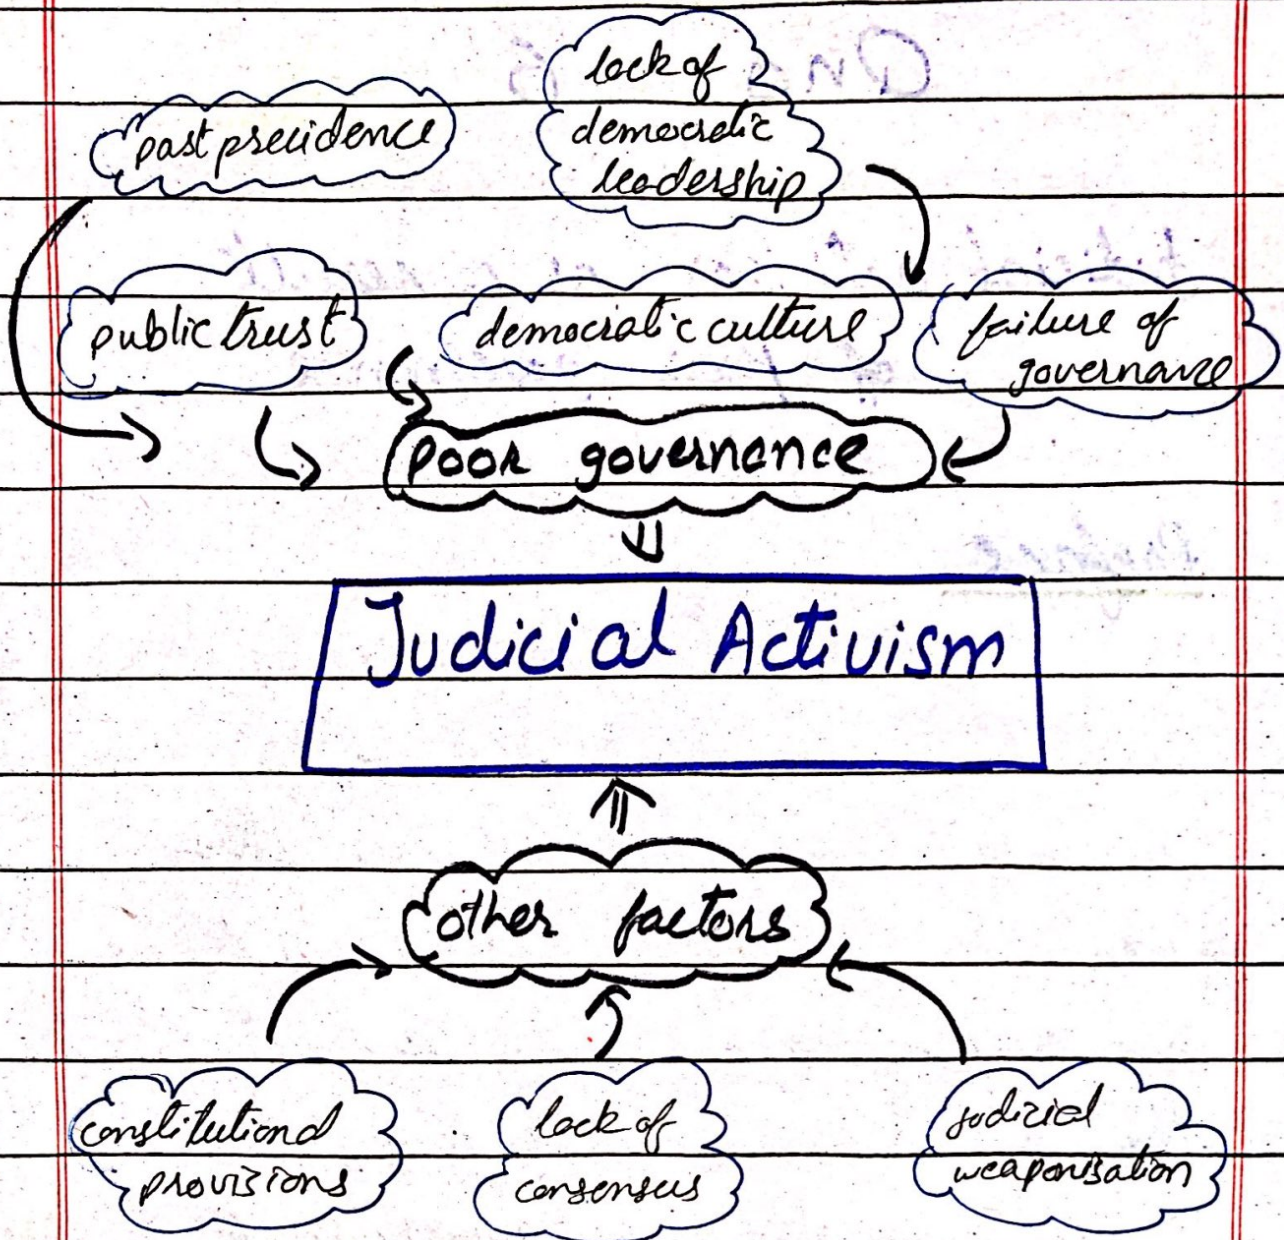 past precidence
lack of
democratic
leadership
public trust
democratic culture
failure of
governance
poor governance
Judicial Activism
other factors
constitutional
provisions
lack of
consensus
judicial
weaponisation